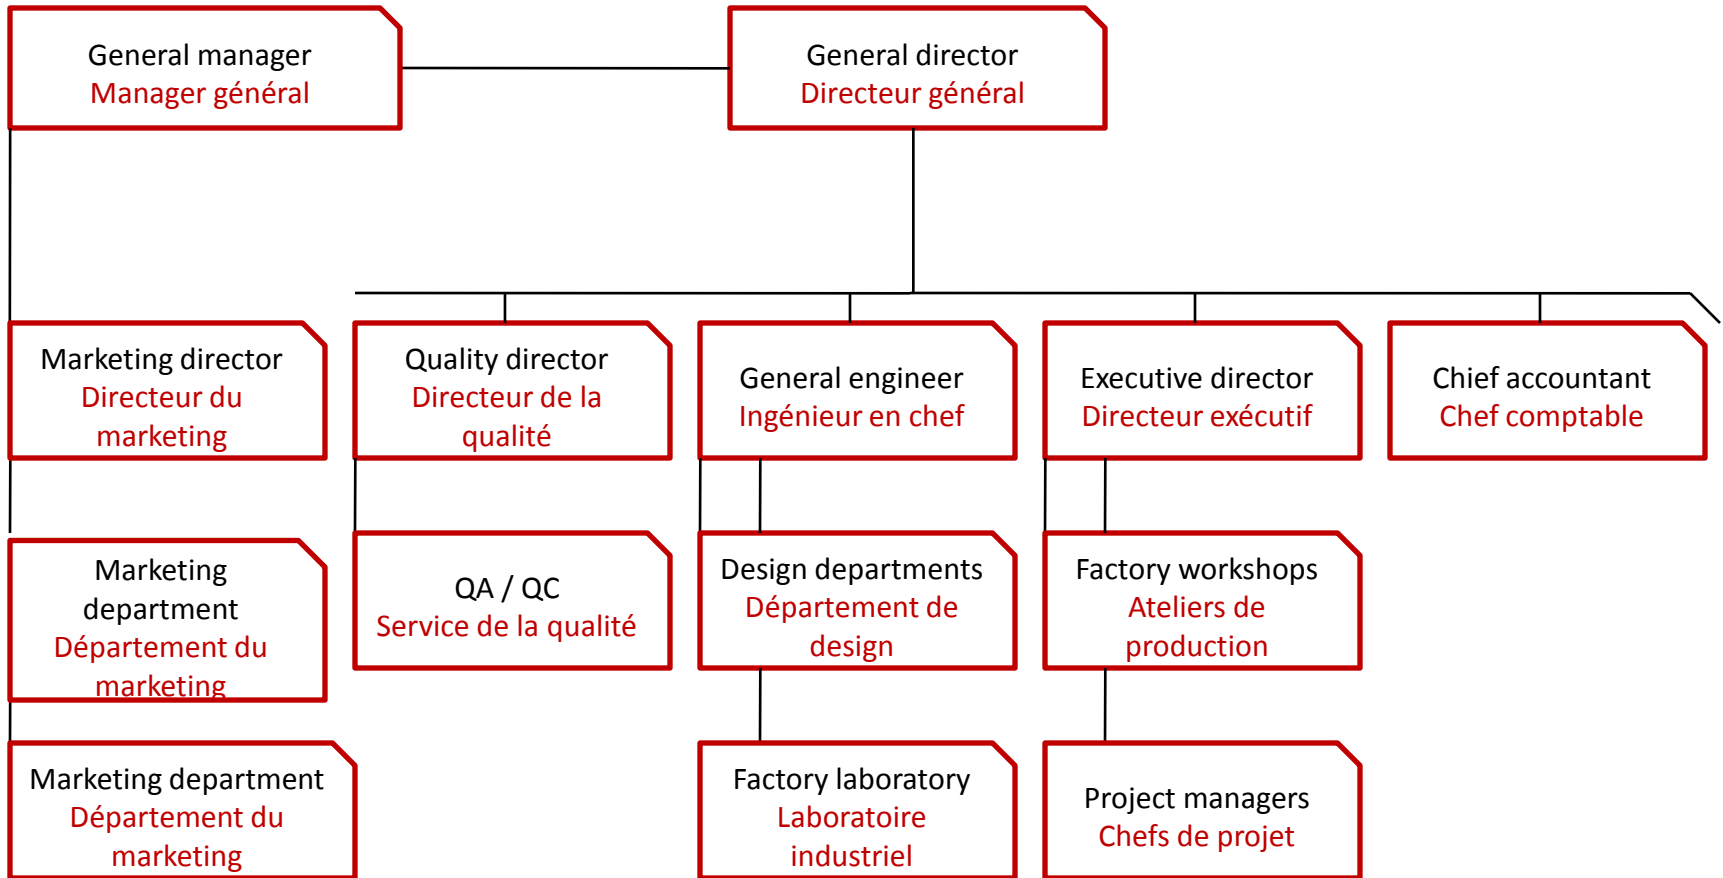 General manager
Manager général
General director
Directeur général
Marketing director
Directeur du
marketing
Quality director
Directeur de la
qualité
General engineer
Ingénieur en chef
Executive director
Directeur exécutif
Chief accountant
Chef comptable
Marketing
department
Département du
marketing
QA / QC
Service de la qualité
Design departments
Département de
design
Factory workshops
Ateliers de
production
Marketing department
Département du
marketing
Factory laboratory
Laboratoire
industriel
Project managers
Chefs de projet